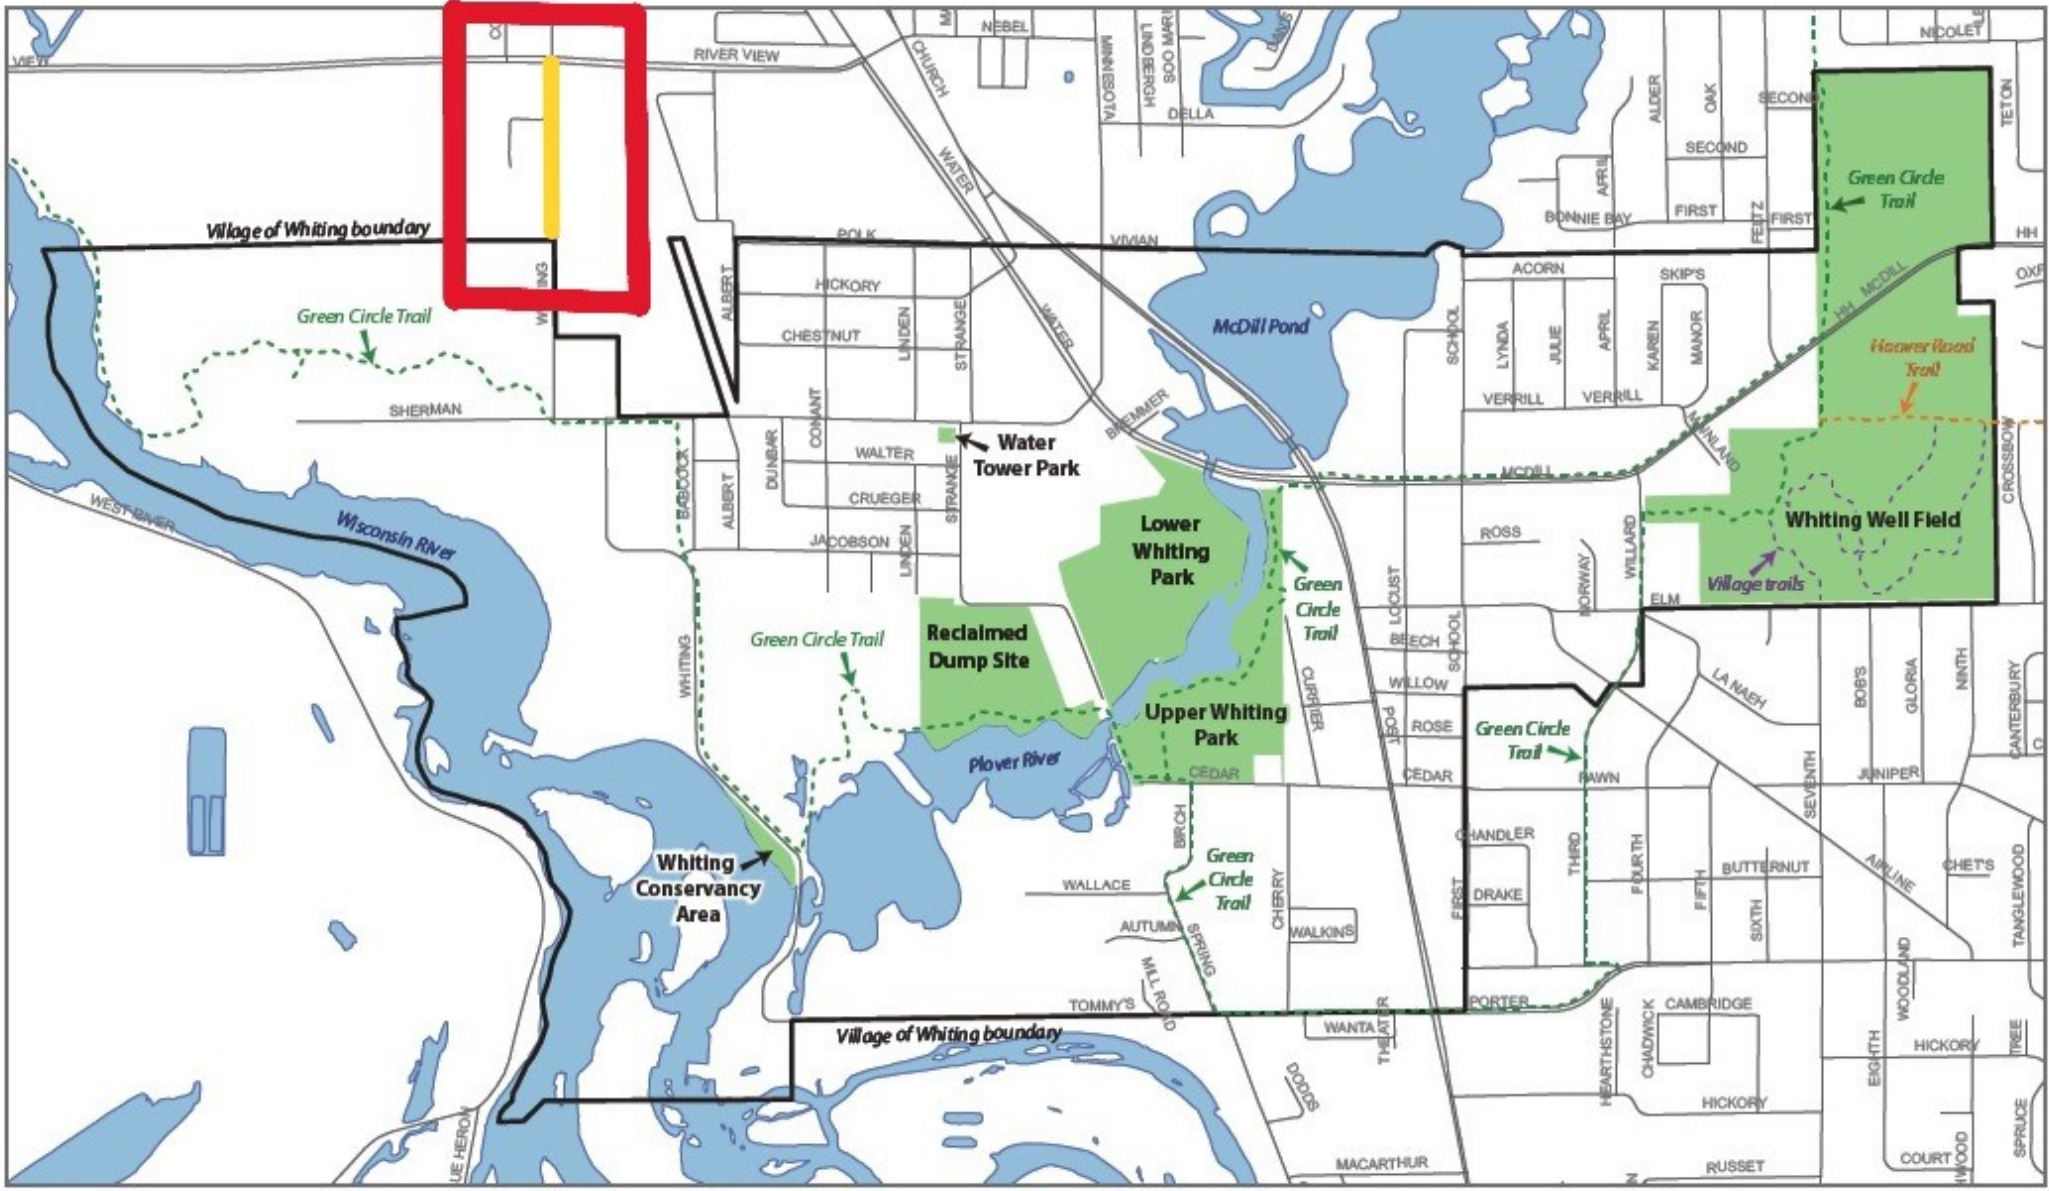 NEBEL
NICOLET
VIEW
RIVER VIEW
CHURCH
MINNESOTA
LINDBERGH
DELLA
ALDER
OAK
SECOND
TETON
SECOND
WATER
APRIL
Green Circle
Trail
BONNIE BAY
FIRST
FELTZ
FIRST
Village of Whiting boundary
POLK
VIVIAN
HH
HICKORY
ALBERT
ACORN
SKIP'S
HH
MCDILL
Green Circle Trail
CHESTNUT
LINDEN
STRANGE
WATER
McDill Pond
SCHOOL
LYNDA
JULIE
APRIL
KAREN
MANOR
Hoover Road
Trail
SHERMAN
CONANT
BREMMER
VERRILL
VERRILL
MAINLAND
Water
Tower Park
BABCOCK
ALBERT
DUNBAR
WALTER
CRUEGER
STRANGE
MCDILL
CROSSBOW
WEST RIVER
Wisconsin River
JACOBSON
LINDEN
Lower
Whiting
Park
ROSS
NORWAY
WILLARD
Whiting Well Field
Village trails
Green
Circle
Trail
LOCUST
ELM
WHITING
Green Circle Trail
Reclaimed
Dump Site
BEECH
SCHOOL
WILLOW
CURRIER
POST
ROSE
LA NAEH
BOB'S
GLORIA
NINTH
CANTERBURY
Upper Whiting
Park
Green Circle
Trail
Plover River
CEDAR
CEDAR
FAWN
SEVENTH
JUNIPER
BIRCH
CHANDLER
THIRD
FOURTH
FIFTH
BUTTERNUT
AIRLINE
CHET'S
TANGLEWOOD
Whiting
Conservancy
Area
WALLACE
Green
Circle
Trail
CHERRY
FIRST
DRAKE
SIXTH
AUTUMN
SPRING
WALKINS
WOODLAND
MILL ROAD
TOMMY'S
PORTER
Village of Whiting boundary
WANTA
THEATER
HEARTHSTONE
CHADWICK
CAMBRIDGE
EIGHTH
HICKORY
TREE
DODDS
HICKORY
SPRUCE
MACARTHUR
RUSSET
COURT